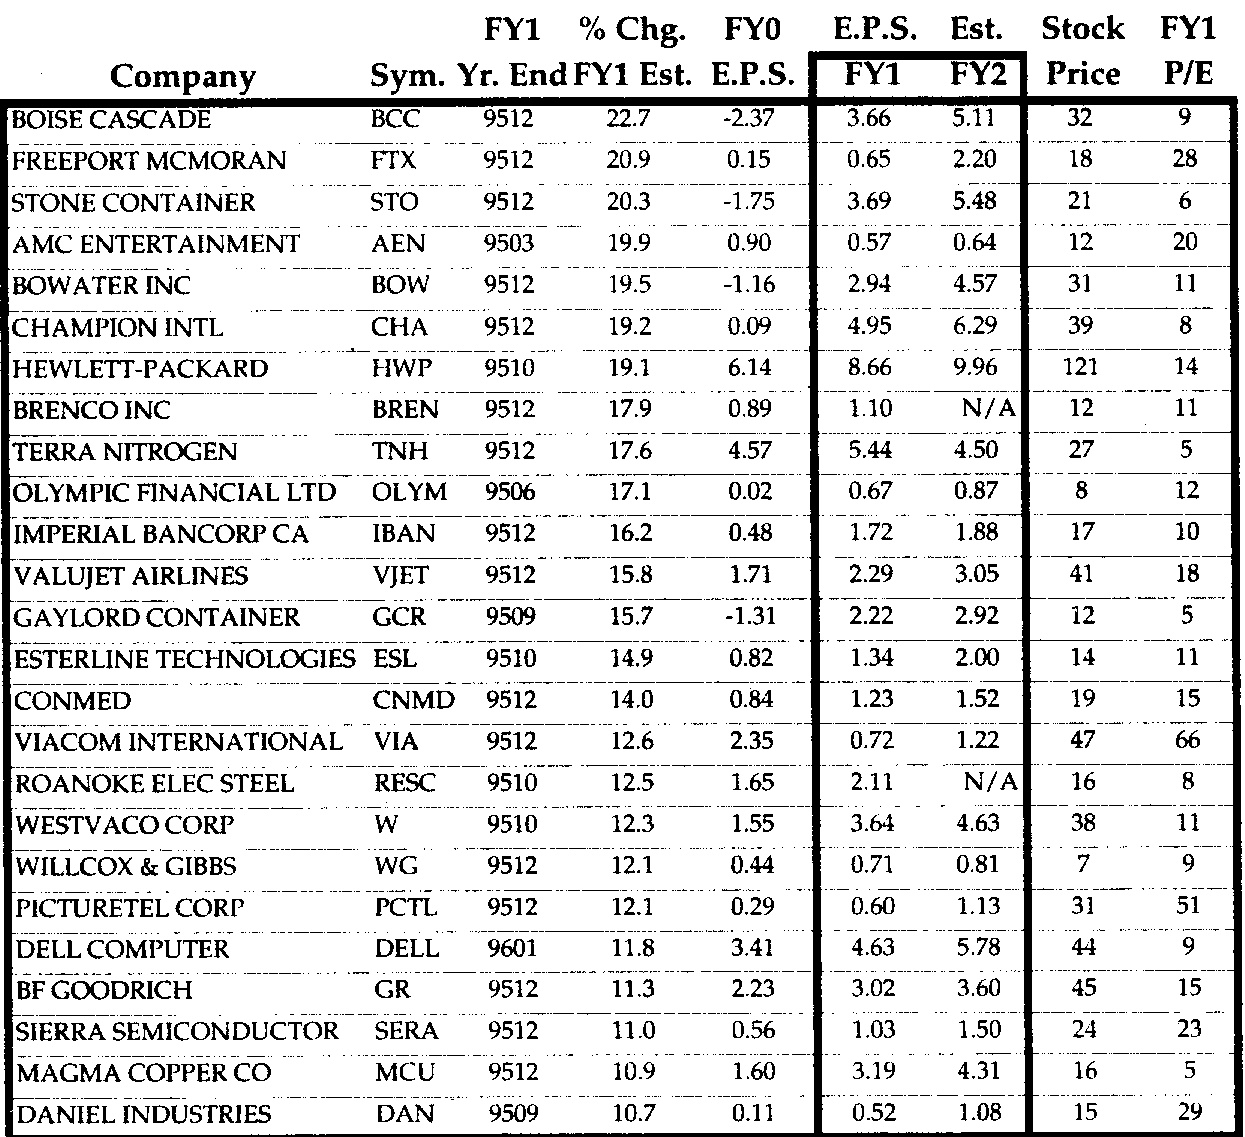 FY1 % Chg. FY0 E.P.S. Est. Stock FY1
Company Sym. Yr. End FY1 Est. E.P.S. FY1 FY2 Price P/E
BOISE CASCADE BCC 9512 22.7 -2.37 3.66 5.11 32 9
FREEPORT MCMORAN FTX 9512 20.9 0.15 0.65 2.20 18 28
STONE CONTAINER STO 9512 20.3 -1.75 3.69 5.48 21 6
AMC ENTERTAINMENT AEN 9503 19.9 0.90 0.57 0.64 12 20
BOWATER INC BOW 9512 19.5 -1.16 2.94 4.57 31 11
CHAMPION INTL CHA 9512 19.2 0.09 4.95 6.29 39 8
HEWLETT-PACKARD HWP 9510 19.1 6.14 8.66 9.96 121 14
BRENCO INC BREN 9512 17.9 0.89 1.10 N/A 12 11
TERRA NITROGEN TNH 9512 17.6 4.57 5.44 4.50 27 5
OLYMPIC FINANCIAL LTD OLYM 9506 17.1 0.02 0.67 0.87 8 12
IMPERIAL BANCORP CA IBAN 9512 16.2 0.48 1.72 1.88 17 10
VALUJET AIRLINES VJET 9512 15.8 1.71 2.29 3.05 41 18
GAYLORD CONTAINER GCR 9509 15.7 -1.31 2.22 2.92 12 5
ESTERLINE TECHNOLOGIES ESL 9510 14.9 0.82 1.34 2.00 14 11
CONMED CNMD 9512 14.0 0.84 1.23 1.52 19 15
VIACOM INTERNATIONAL VIA 9512 12.6 2.35 0.72 1.22 47 66
ROANOKE ELEC STEEL RESC 9510 12.5 1.65 2.11 N/A 16 8
WESTVACO CORP W 9510 12.3 1.55 3.64 4.63 38 11
WILLCOX & GIBBS WG 9512 12.1 0.44 0.71 0.81 7 9
PICTURETEL CORP PCTL 9512 12.1 0.29 0.60 1.13 31 51
DELL COMPUTER DELL 9601 11.8 3.41 4.63 5.78 44 9
BF GOODRICH GR 9512 11.3 2.23 3.02 3.60 45 15
SIERRA SEMICONDUCTOR SERA 9512 11.0 0.56 1.03 1.50 24 23
MAGMA COPPER CO MCU 9512 10.9 1.60 3.19 4.31 16 5
DANIEL INDUSTRIES DAN 9509 10.7 0.11 0.52 1.08 15 29